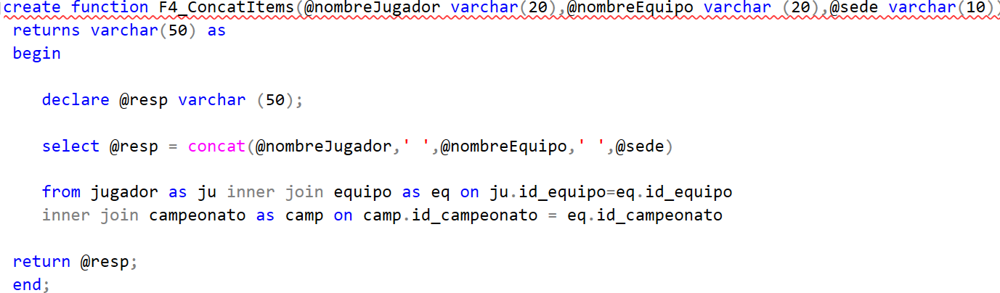 create function F4_ConcatItems(@nombreJugador varchar(20),@nombreEquipo varchar (20),@sede varchar(10))
returns varchar(50) as
begin
declare @resp varchar (50);
select @resp = concat(@nombreJugador,' ',@nombreEquipo,' ',@sede)
from jugador as ju inner join equipo as eq on ju.id_equipo=eq.id_equipo
inner join campeonato as camp on camp.id_campeonato = eq.id_campeonato
return @resp;
end;